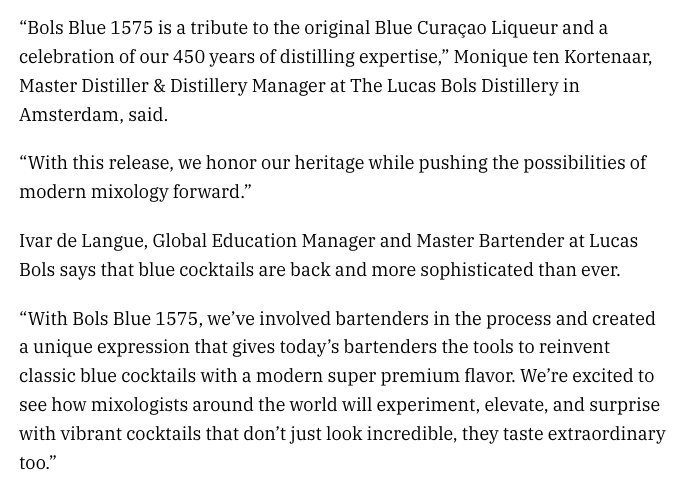 “Bols Blue 1575 is a tribute to the original Blue Curaçao Liqueur and a
celebration of our 450 years of distilling expertise,” Monique ten Kortenaar,
Master Distiller & Distillery Manager at The Lucas Bols Distillery in
Amsterdam, said.
“With this release, we honor our heritage while pushing the possibilities of
modern mixology forward.”
Ivar de Langue, Global Education Manager and Master Bartender at Lucas
Bols says that blue cocktails are back and more sophisticated than ever.
“With Bols Blue 1575, we’ve involved bartenders in the process and created
a unique expression that gives today’s bartenders the tools to reinvent
classic blue cocktails with a modern super premium flavor. We’re excited to
see how mixologists around the world will experiment, elevate, and surprise
with vibrant cocktails that don’t just look incredible, they taste extraordinary
too.”